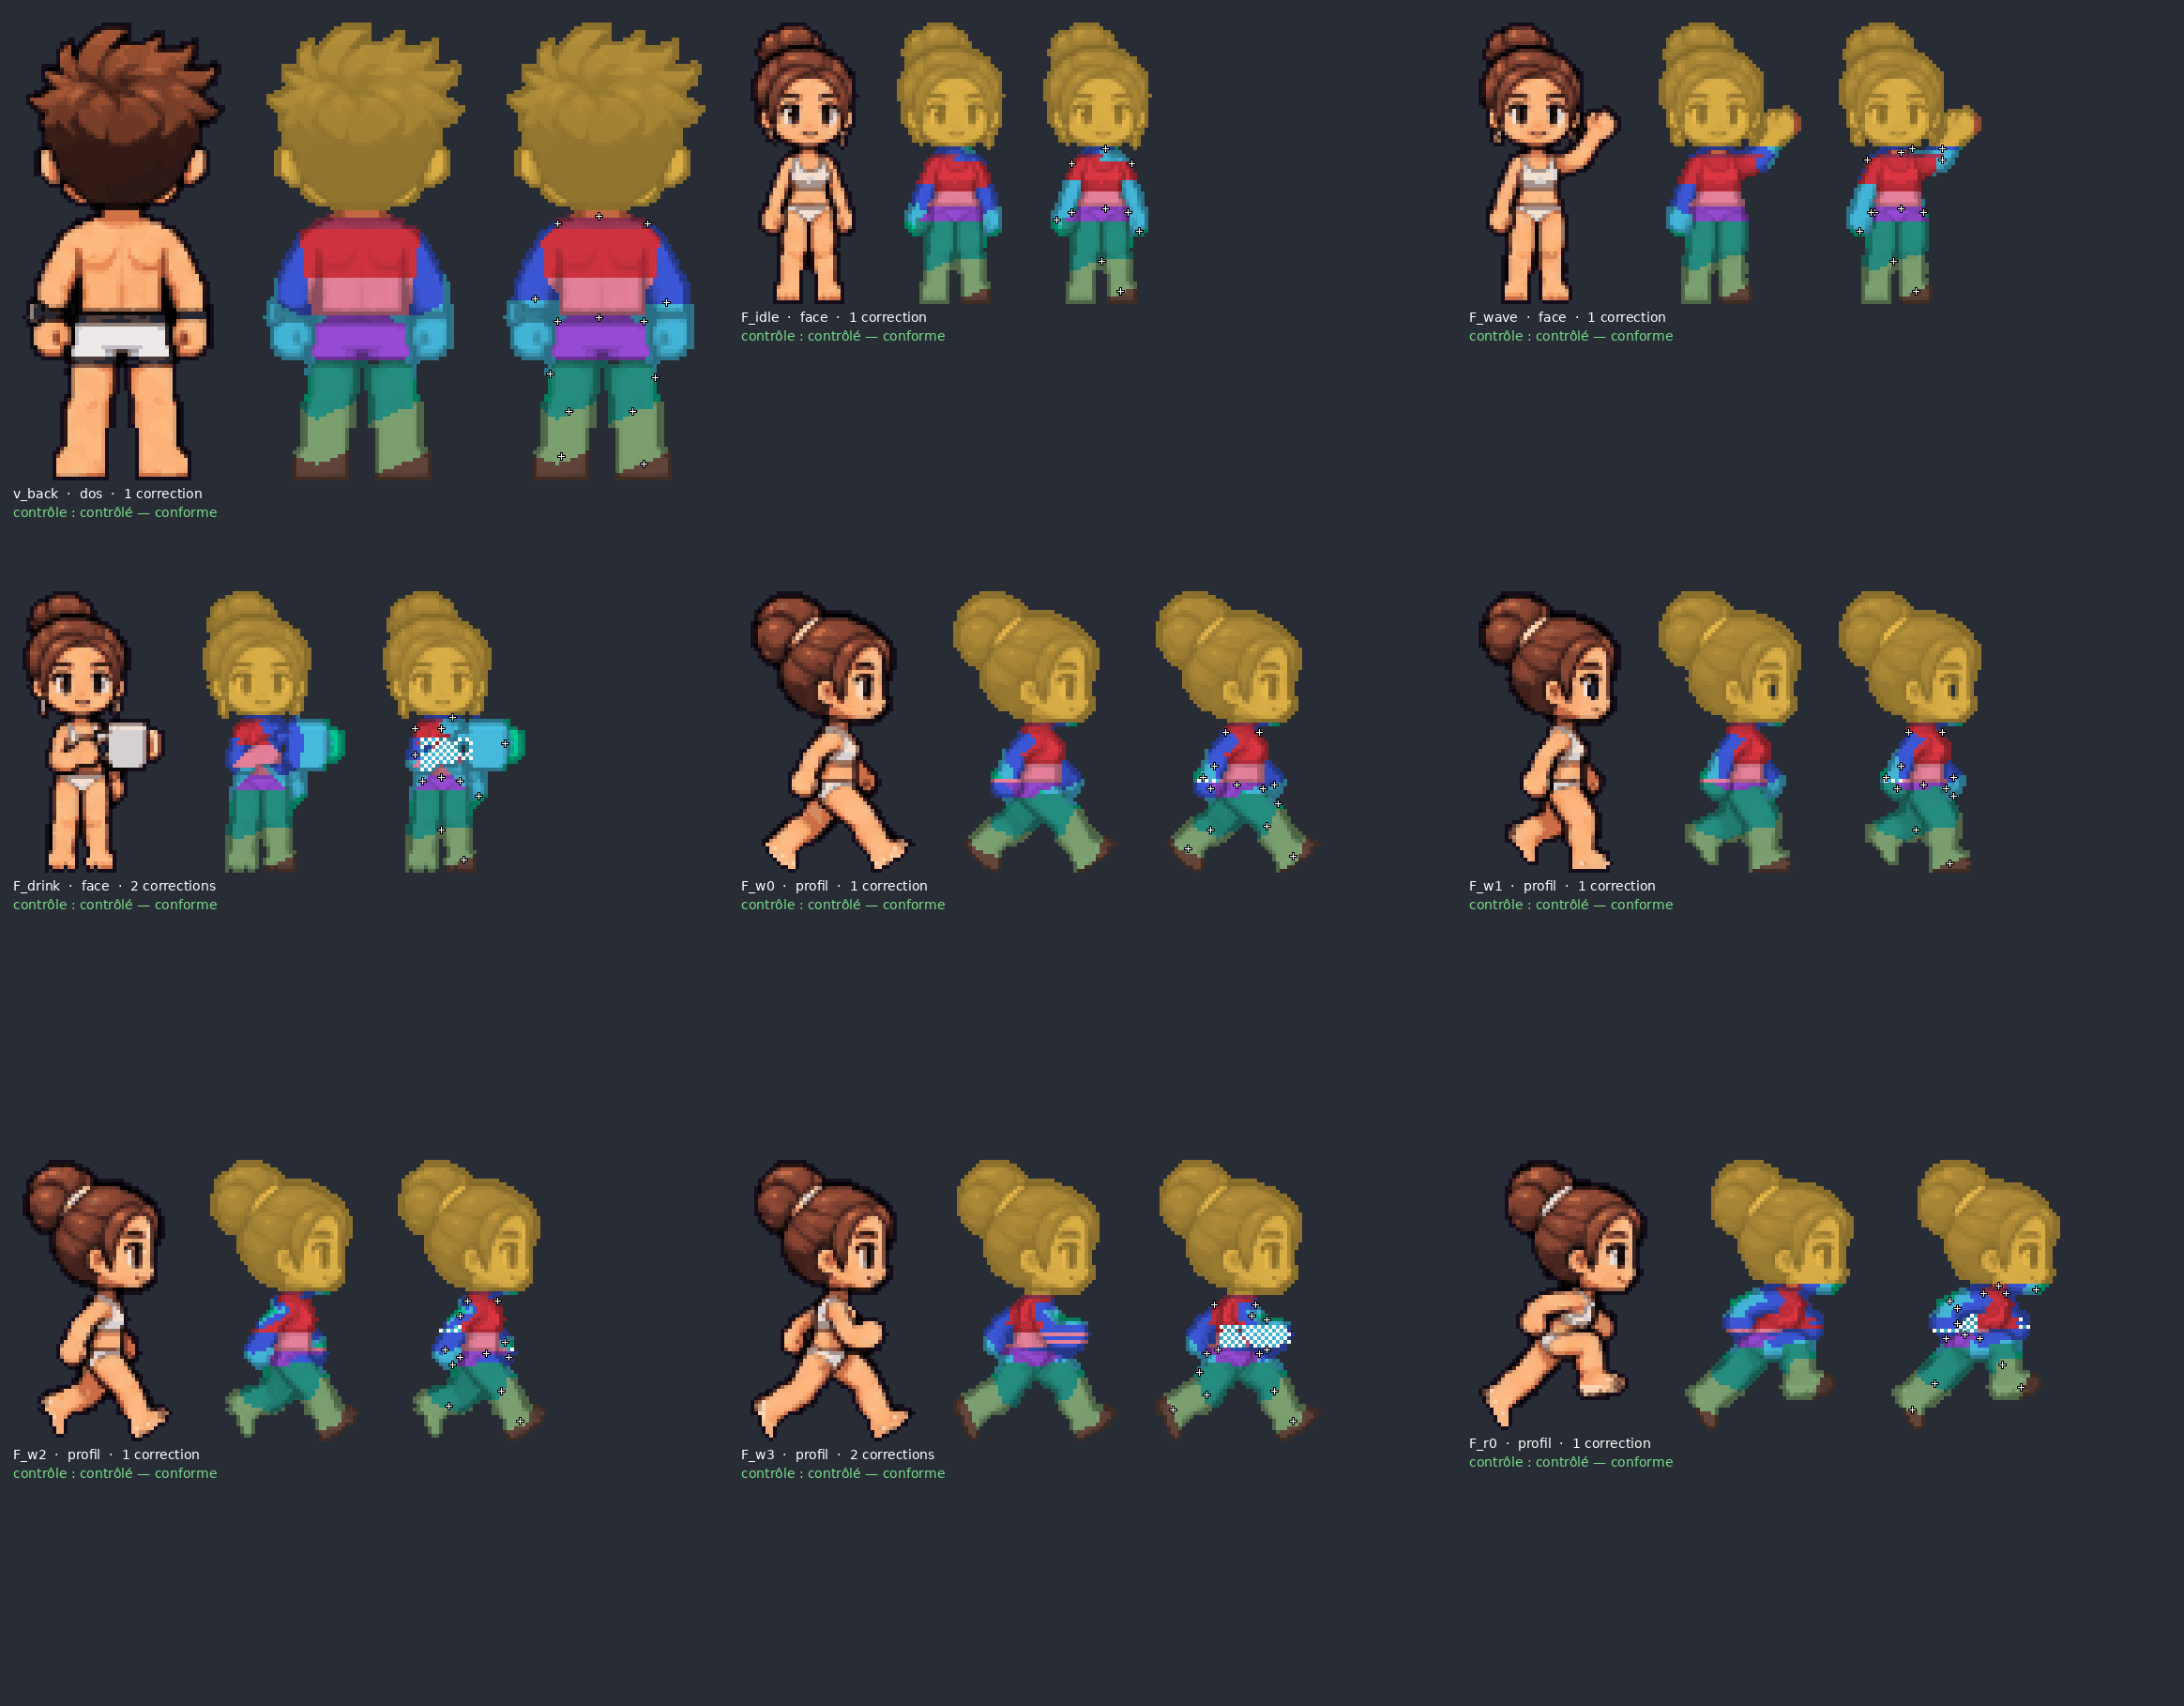 v_back · dos · 1 correction
contrôle : contrôlé — conforme
F_idle · face · 1 correction
contrôle : contrôlé — conforme
F_wave · face · 1 correction
contrôle : contrôlé — conforme
F_drink · face · 2 corrections
contrôle : contrôlé — conforme
F_w0 · profil · 1 correction
contrôle : contrôlé — conforme
F_w1 · profil · 1 correction
contrôle : contrôlé — conforme
F_w2 · profil · 1 correction
contrôle : contrôlé — conforme
F_w3 · profil · 2 corrections
contrôle : contrôlé — conforme
F_r0 · profil · 1 correction
contrôle : contrôlé — conforme